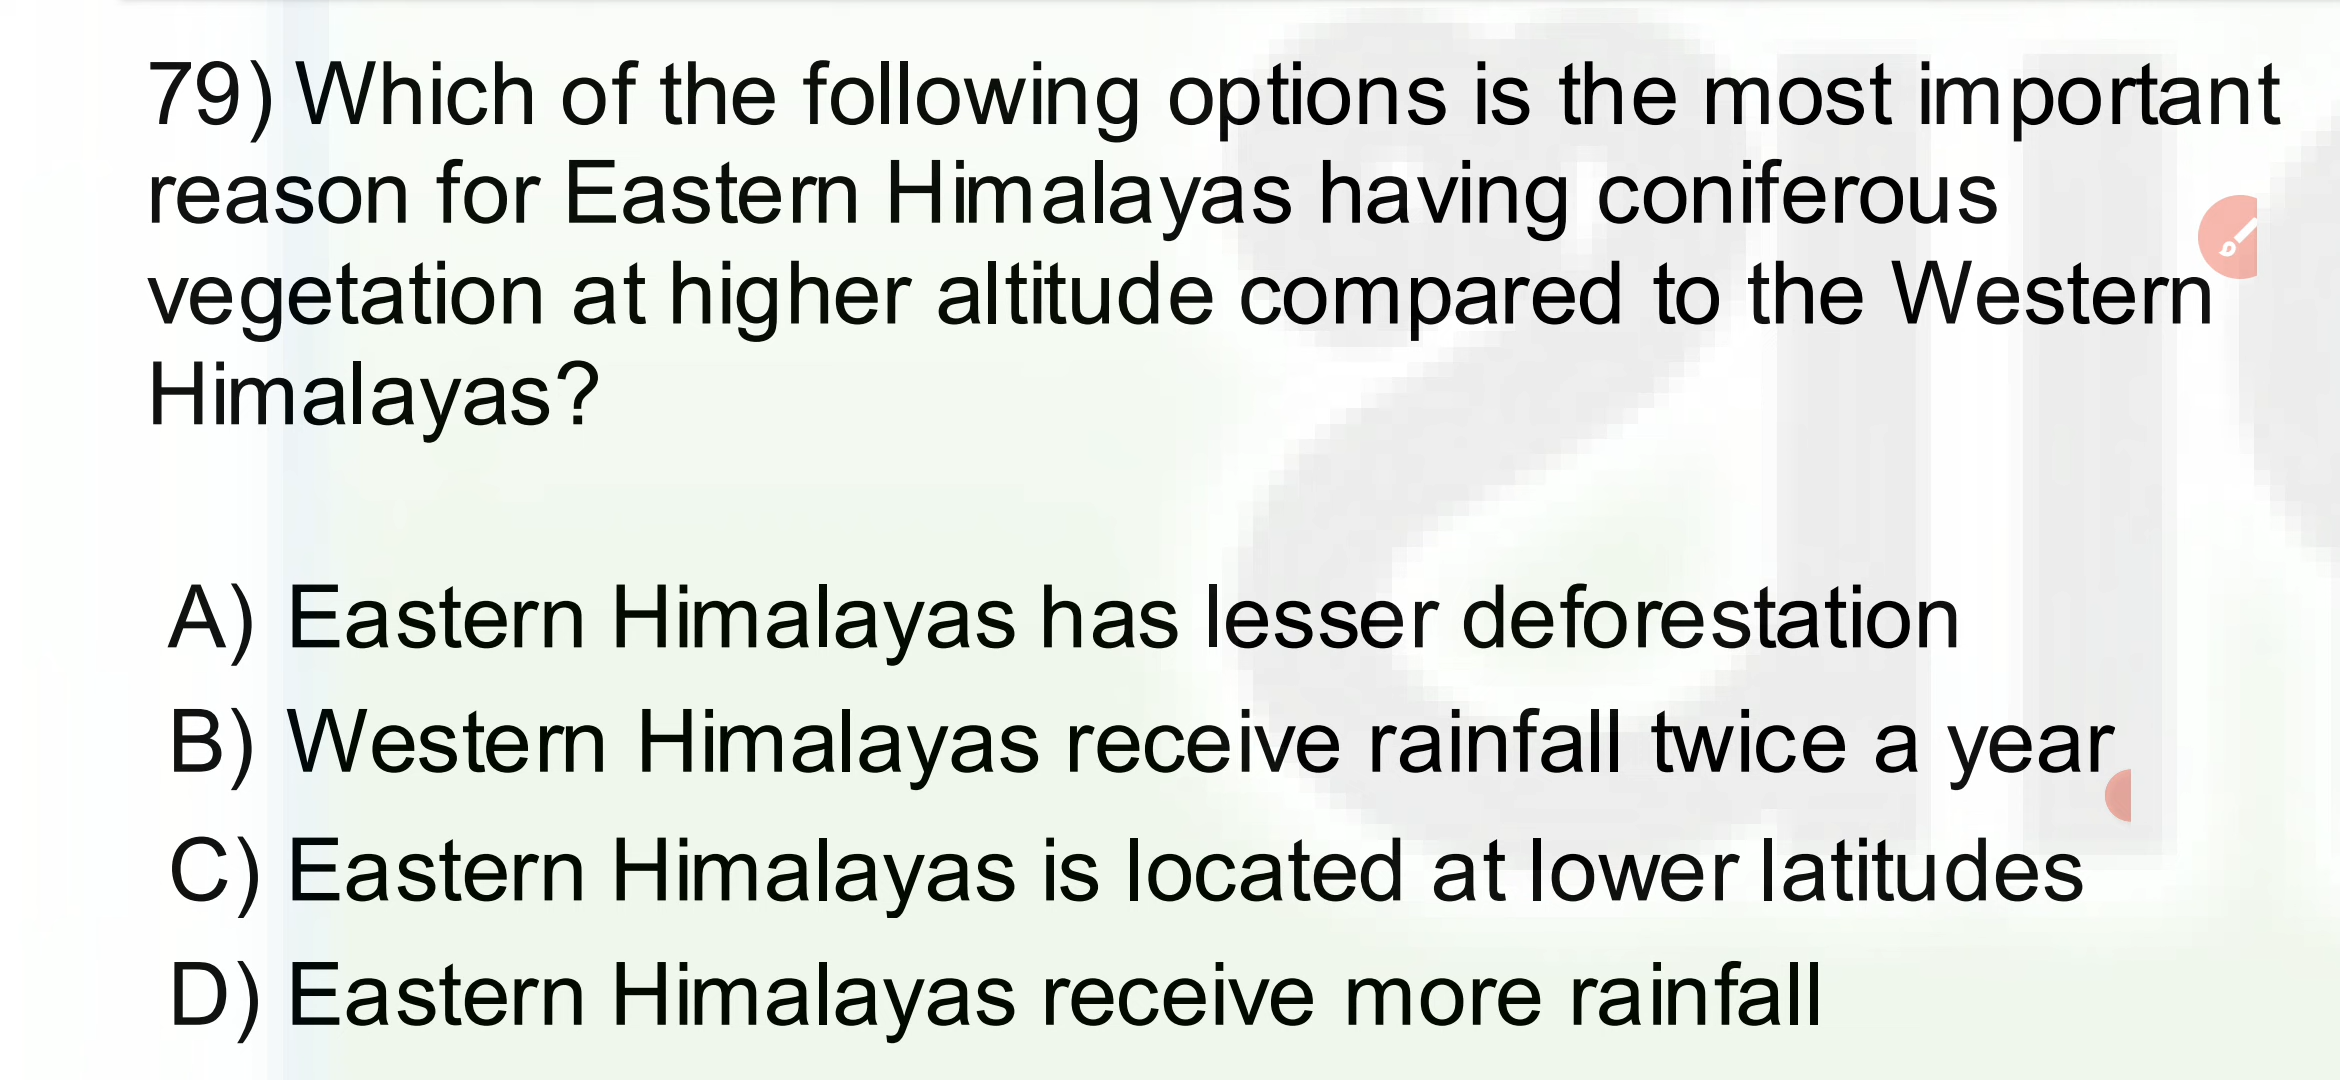 79) Which of the following options is the most important
reason for Eastern Himalayas having coniferous
vegetation at higher altitude compared to the Western
Himalayas?
A) Eastern Himalayas has lesser deforestation
B) Western Himalayas receive rainfall twice a year
C) Eastern Himalayas is located at lower latitudes
D) Eastern Himalayas receive more rainfall